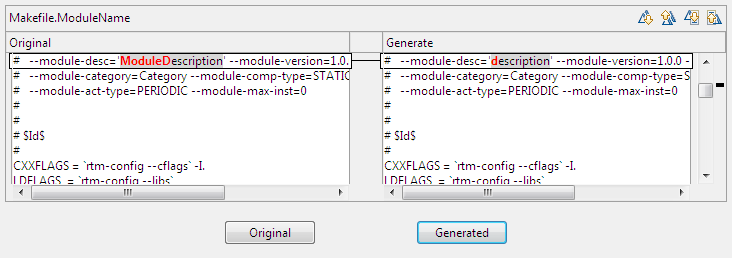 Makefile.ModuleName
Original
Generate
#   --module-desc='ModuleDescription' --module-version=1.0.
#   --module-category=Category --module-comp-type=STATIC
#   --module-act-type=PERIODIC --module-max-inst=0
#
#
# $Id$
#
CXXFLAGS = `rtm-config --cflags` -I.
LDFLAGS  = `rtm-config --libs`
#   --module-desc='description' --module-version=1.0.0 -
#   --module-category=Category --module-comp-type=S
#   --module-act-type=PERIODIC --module-max-inst=0
#
#
# $Id$
#
CXXFLAGS = `rtm-config --cflags` -I.
LDFLAGS  = `rtm-config --libs`
Original
Generated